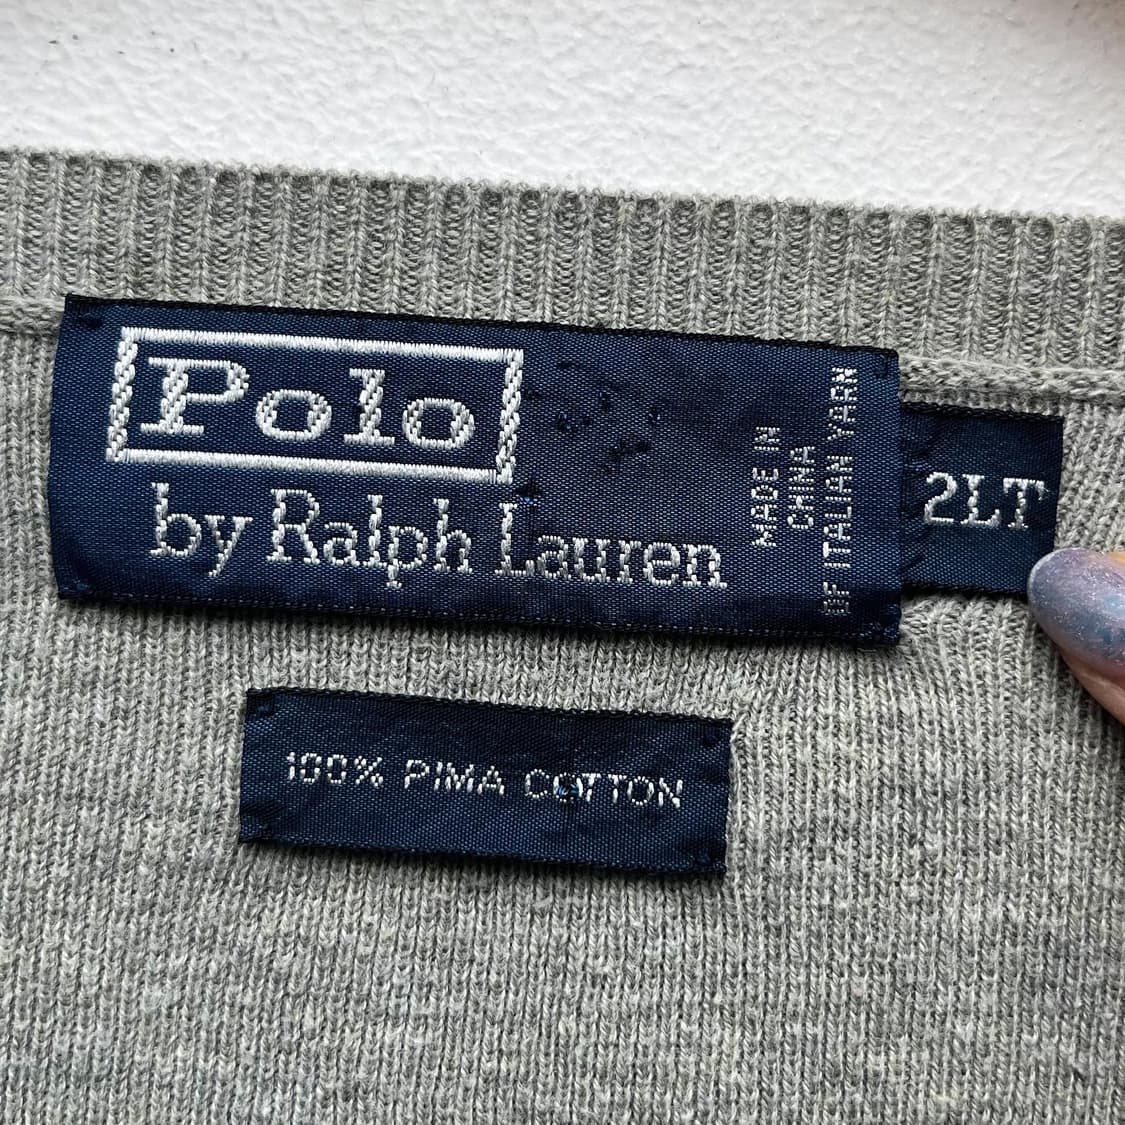 Polo
by Ralph Lauren
MADE IN
CHINA
OF ITALIAN YARN
2LT
100% PIMA COTTON